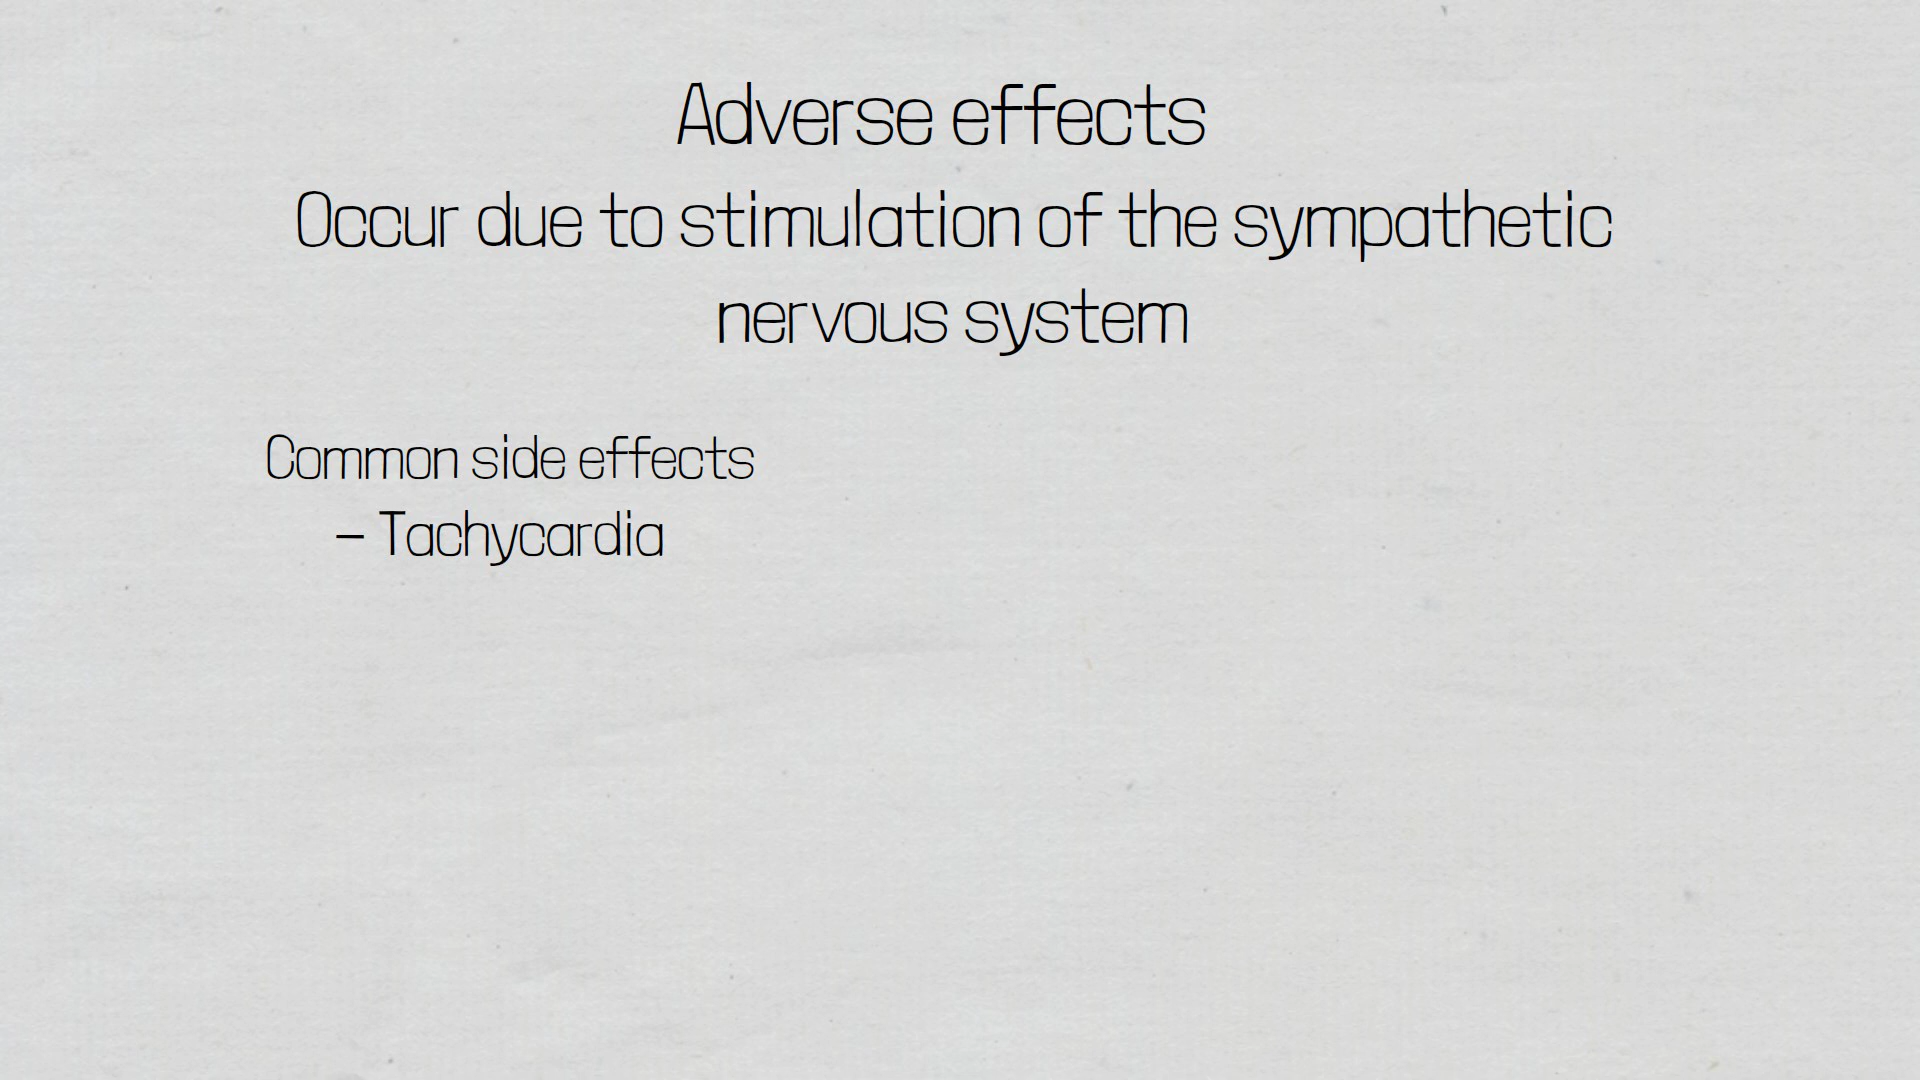 Adverse effects
Occur due to stimulation of the sympathetic
nervous system
Common side effects
– Tachycardia